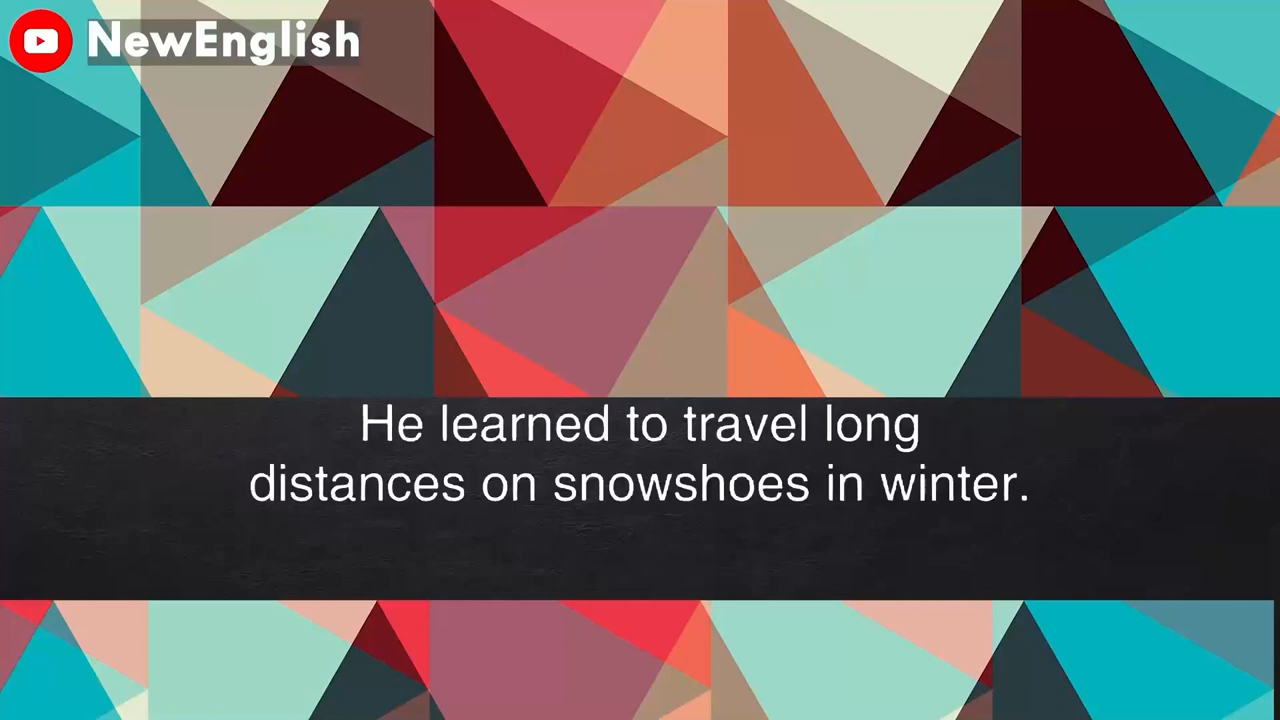 NewEnglish
He learned to travel long
distances on snowshoes in winter.